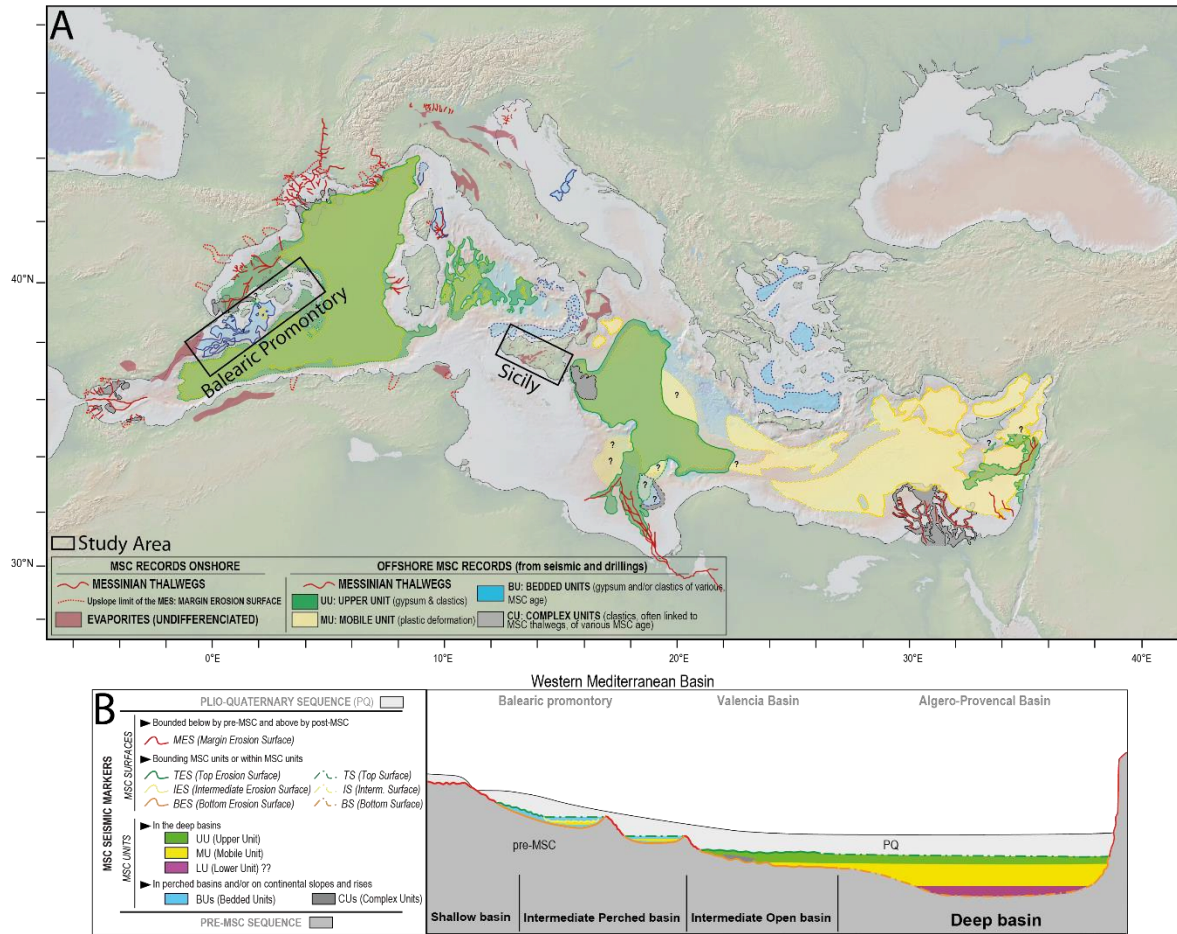 A
40°N
30°N
Balearic Promontory
Sicily
?
?
?
?
?
?
?
?
?
Study Area
MSC RECORDS ONSHORE
MESSINIAN THALWEGS
Upslope limit of the MES: MARGIN EROSION SURFACE
EVAPORITES (UNDIFFERENCIATED)
OFFSHORE MSC RECORDS (from seismic and drillings)
MESSINIAN THALWEGS
UU: UPPER UNIT (gypsum & clastics)
MU: MOBILE UNIT (plastic deformation)
BU: BEDDED UNITS (gypsum and/or clastics of various
MSC age)
CU: COMPLEX UNITS (clastics, often linked to
MSC thalwegs, of various MSC age)
0°E
10°E
20°E
30°E
40°E
Western Mediterranean Basin
B
PLIO-QUATERNARY SEQUENCE (PQ)
MSC SEISMIC MARKERS
MSC SURFACES
Bounded below by pre-MSC and above by post-MSC
MES (Margin Erosion Surface)
Bounding MSC units or within MSC units
TES (Top Erosion Surface)
TS (Top Surface)
IES (Intermediate Erosion Surface)
IS (Interm. Surface)
BES (Bottom Erosion Surface)
BS (Bottom Surface)
MSC UNITS
In the deep basins
UU (Upper Unit)
MU (Mobile Unit)
LU (Lower Unit) ??
In perched basins and/or on continental slopes and rises
BUs (Bedded Units)
CUs (Complex Units)
PRE-MSC SEQUENCE
Balearic promontory
Valencia Basin
Algero-Provencal Basin
pre-MSC
PQ
Shallow basin
Intermediate Perched basin
Intermediate Open basin
Deep basin